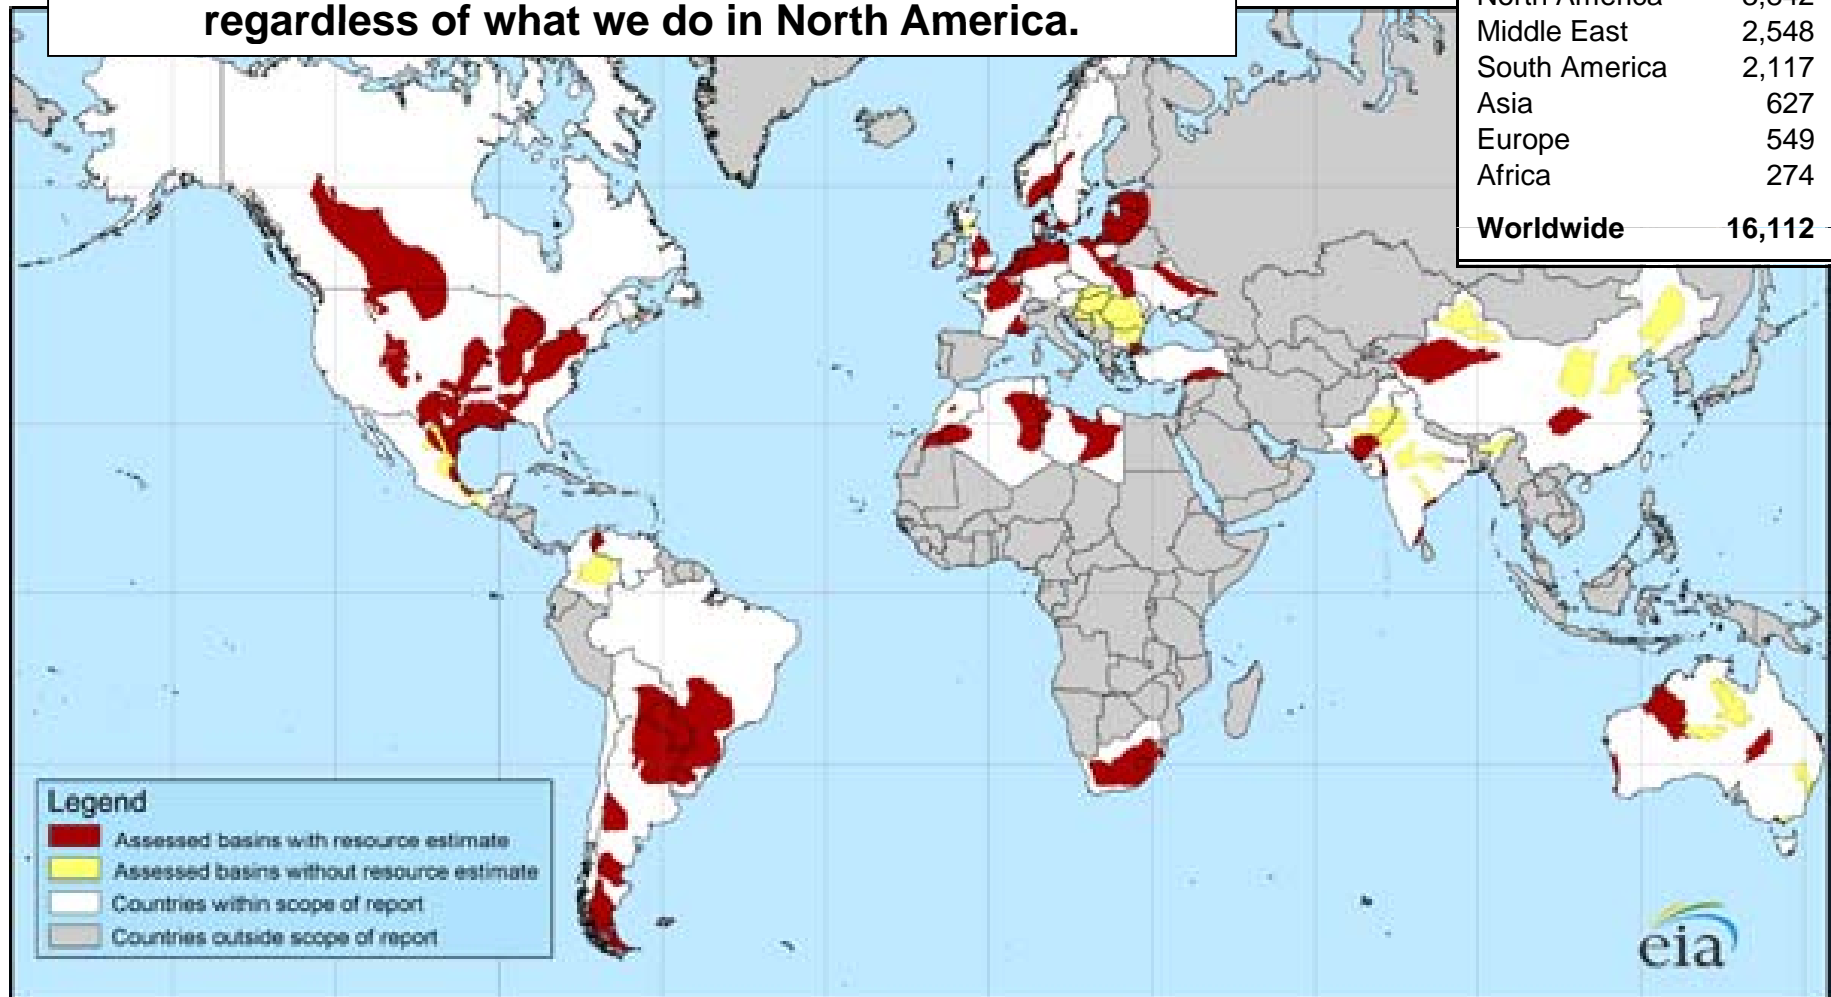 regardless of what we do in North America.
North America
Middle East 2,548
South America 2,117
Asia 627
Europe 549
Africa 274
Worldwide 16,112
Legend
Assessed basins with resource estimate
Assessed basins without resource estimate
Countries within scope of report
Countries outside scope of report
eia